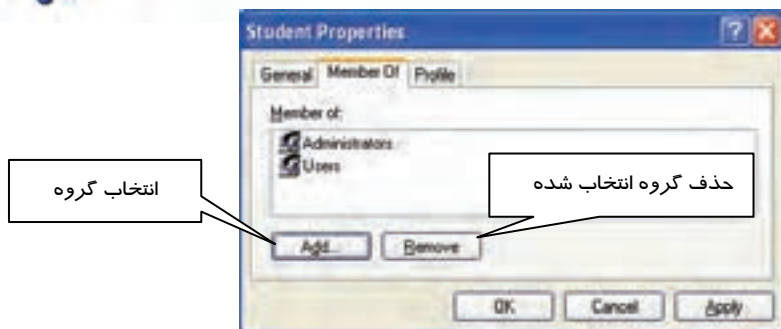 Student Properties
General Member Of Profile
Member of:
Administrators
Users
انتخاب گروه
حذف گروه انتخاب شده
Add... Remove
OK Cancel Apply